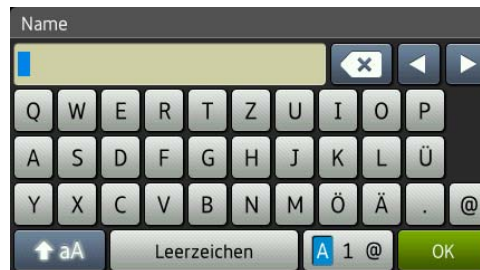 Name
Q W E R T Z U I O P
A S D F G H J K L Ü
Y X C V B N M Ö Ä . @
aA Leerzeichen A 1 @ OK